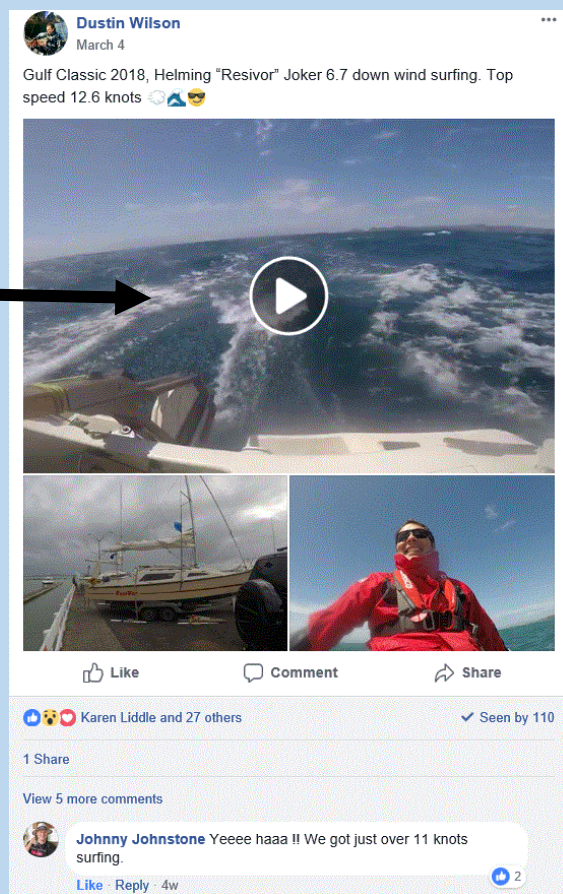 Dustin Wilson
March 4
Gulf Classic 2018, Helming “Resivor” Joker 6.7 down wind surfing. Top
speed 12.6 knots 💨🌊😎
Like Comment Share
Karen Liddle and 27 others Seen by 110
1 Share
View 5 more comments
Johnny Johnstone Yeeee haaa !! We got just over 11 knots
surfing.
2
Like · Reply · 4w